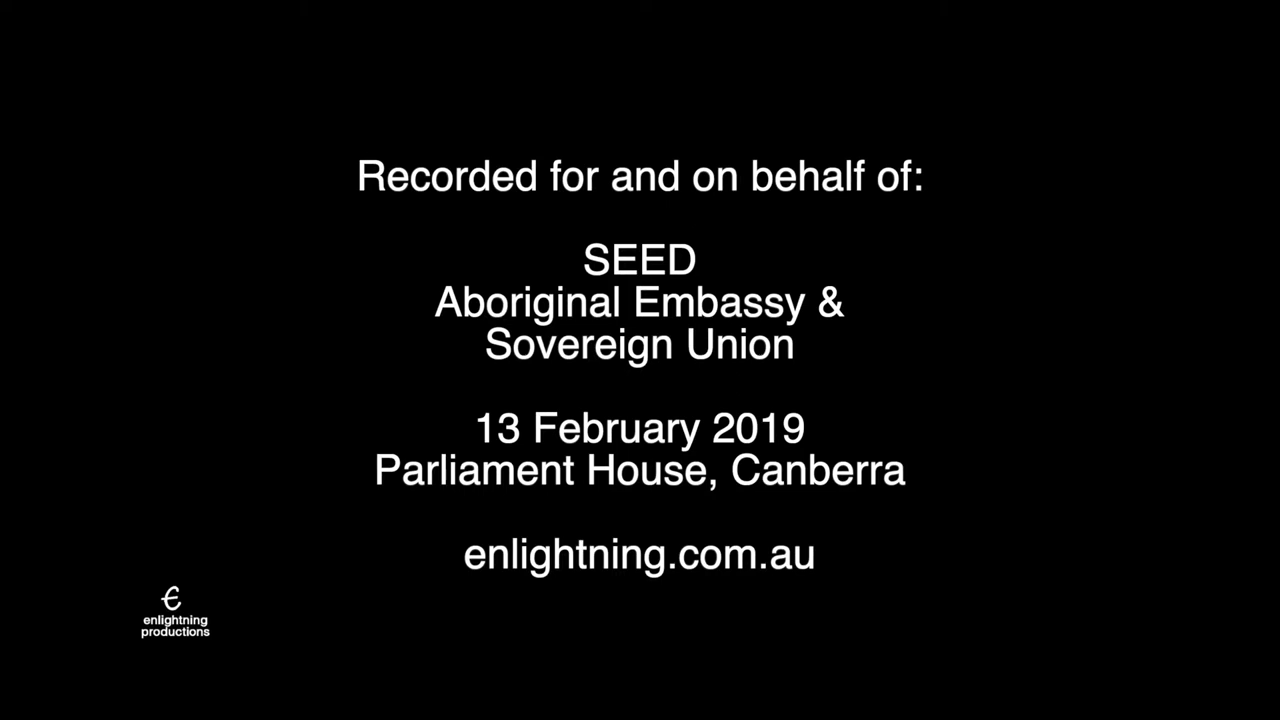 Recorded for and on behalf of:
SEED
Aboriginal Embassy &
Sovereign Union
13 February 2019
Parliament House, Canberra
enlightning.com.au
€
enlightning
productions